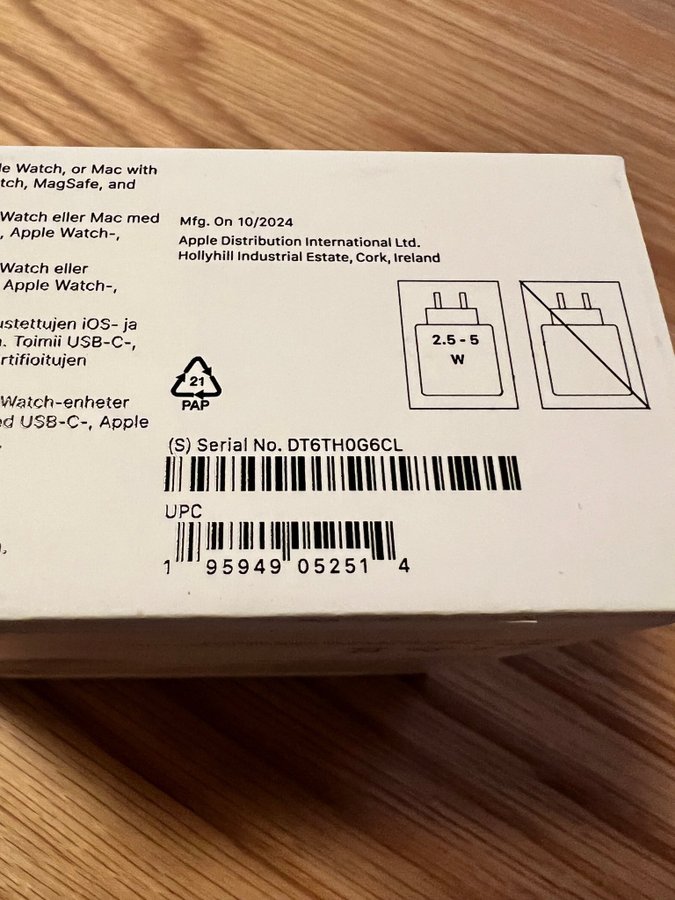 le Watch, or Mac with
tch, MagSafe, and
Watch eller Mac med
, Apple Watch-,
Watch eller
Apple Watch-,
ustettujen iOS- ja
. Toimii USB-C-,
rtifioitujen
Watch-enheter
ed USB-C-, Apple
Mfg. On 10/2024
Apple Distribution International Ltd.
Hollyhill Industrial Estate, Cork, Ireland
2.5 - 5
W
21
PAP
(S) Serial No. DT6TH0G6CL
UPC
1 95949 05251 4